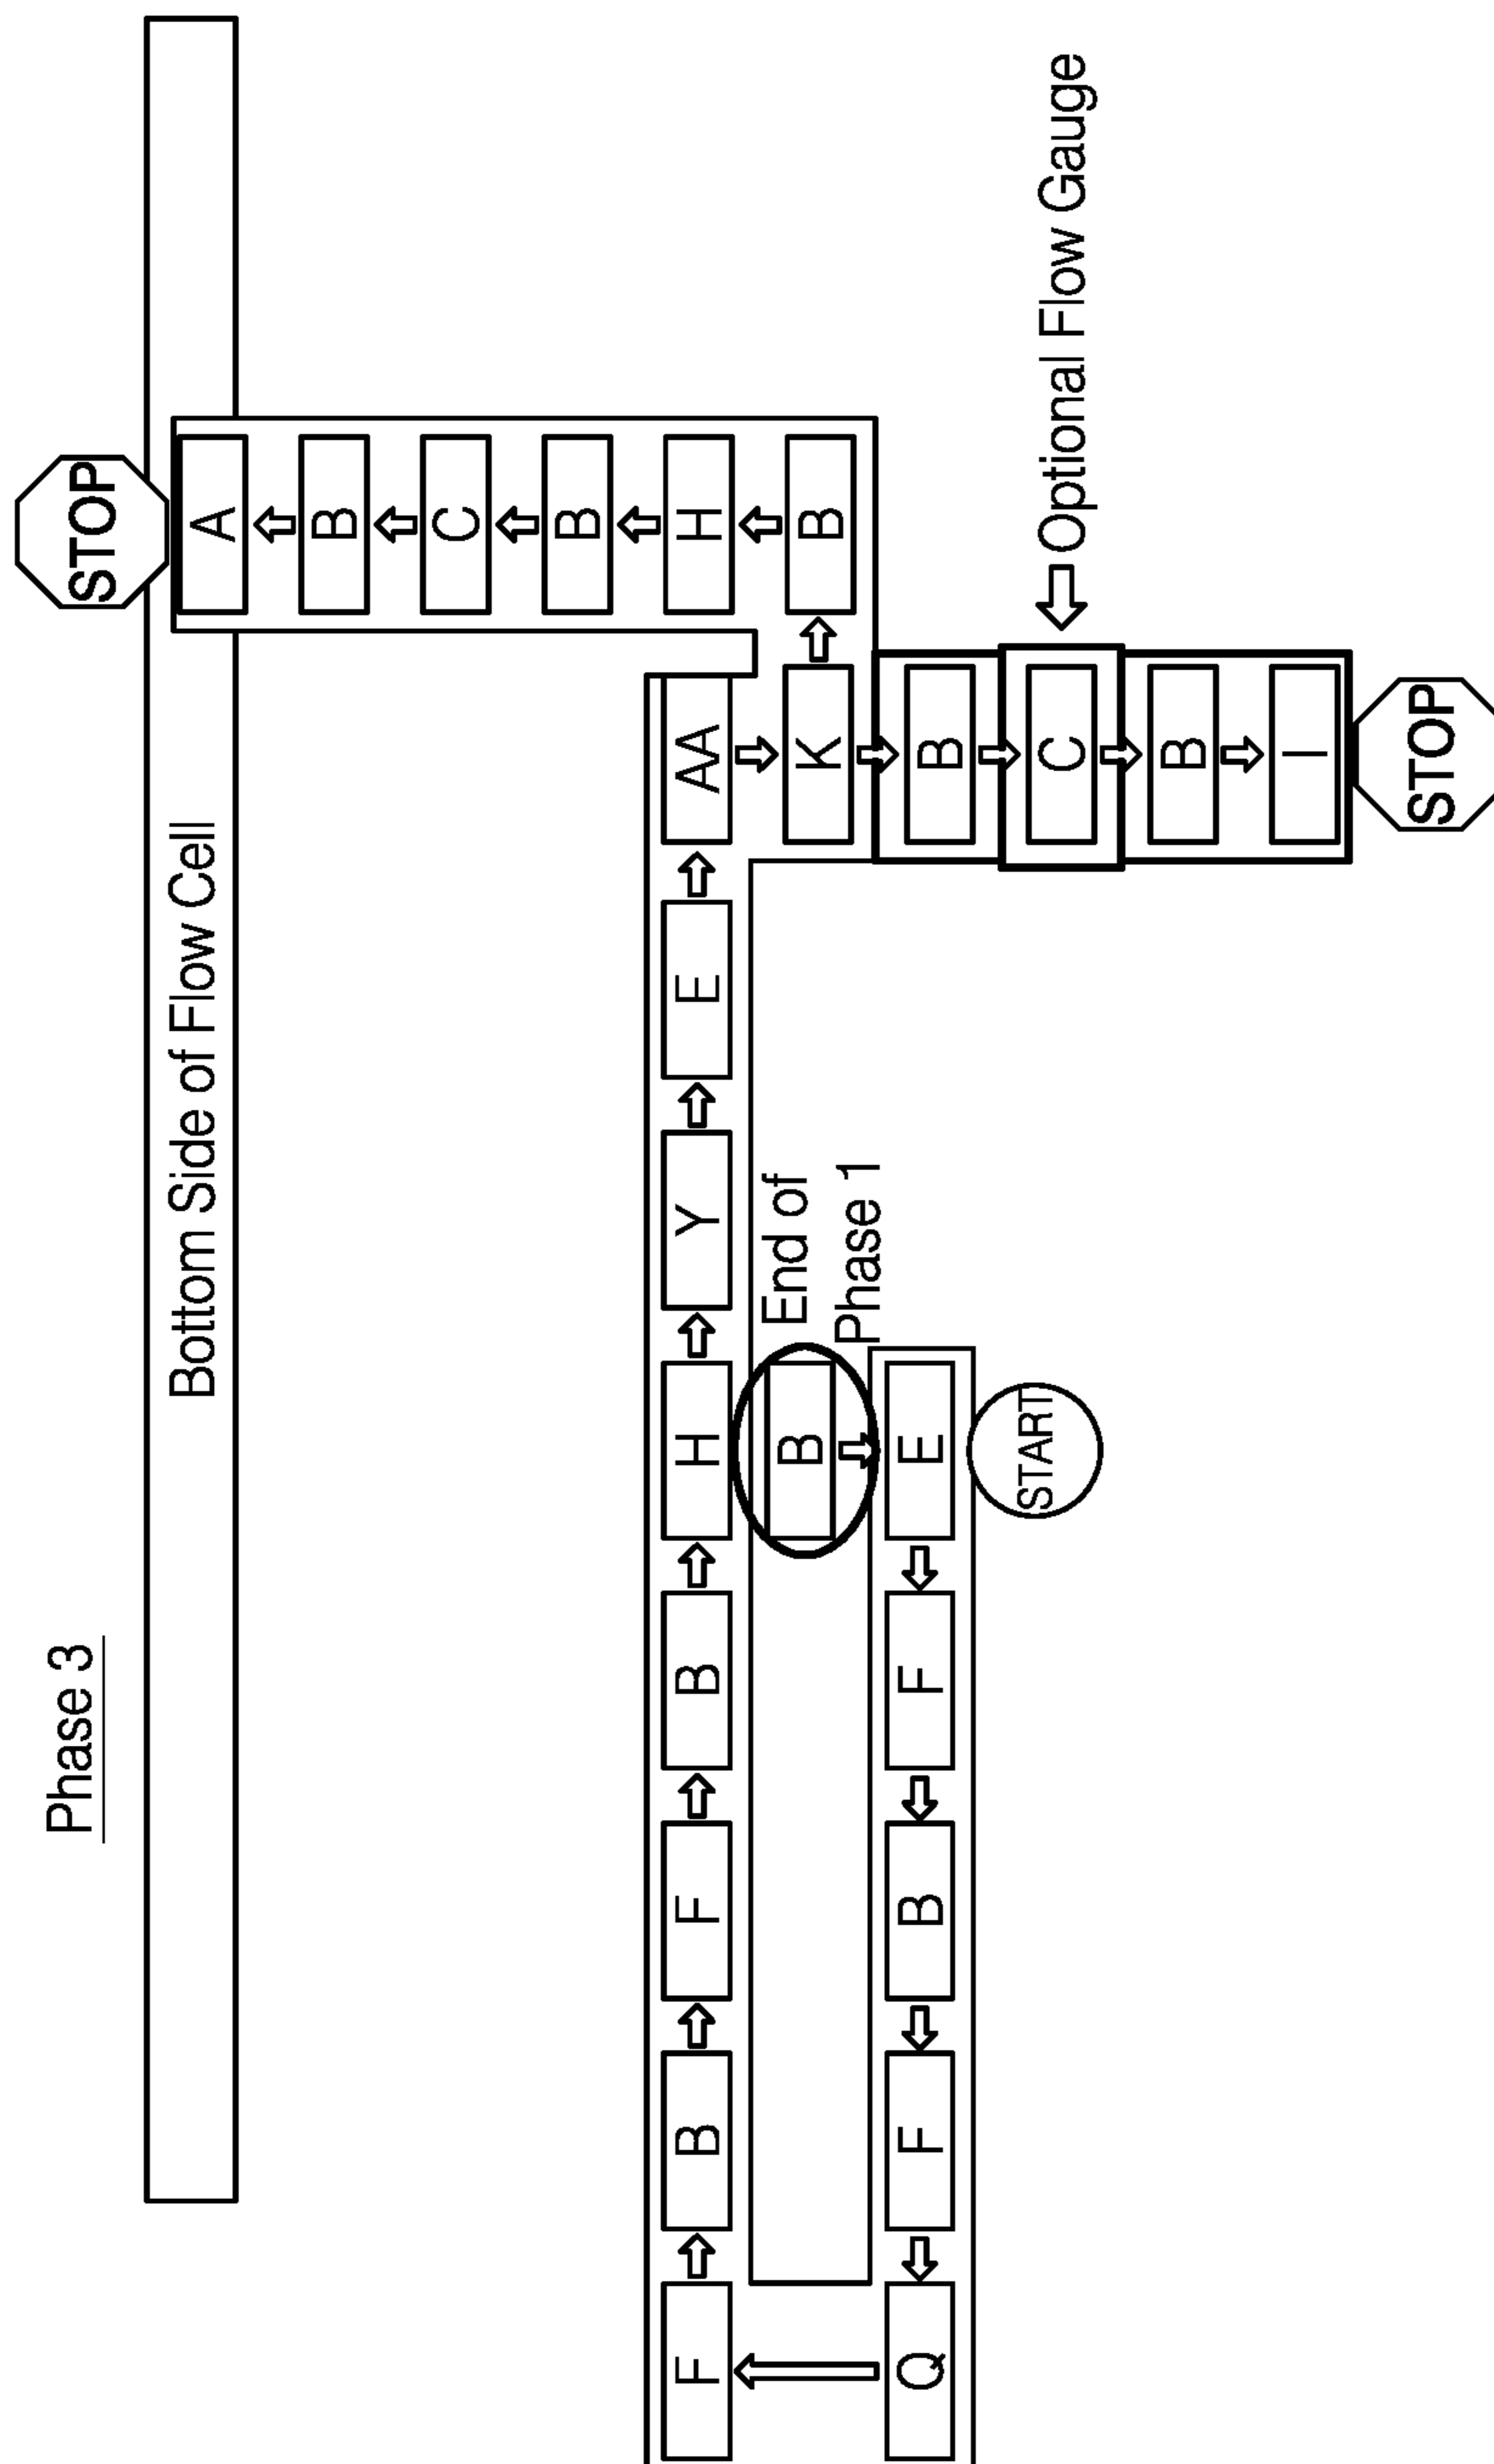 Phase 3
STOP
Bottom Side of Flow Cell
A
B
C
B
F
B
F
B
H
Y
E
AA
H
B
End of
Phase 1
K
B
Q
F
B
F
E
B
START
C
Optional Flow Gauge
B
I
STOP